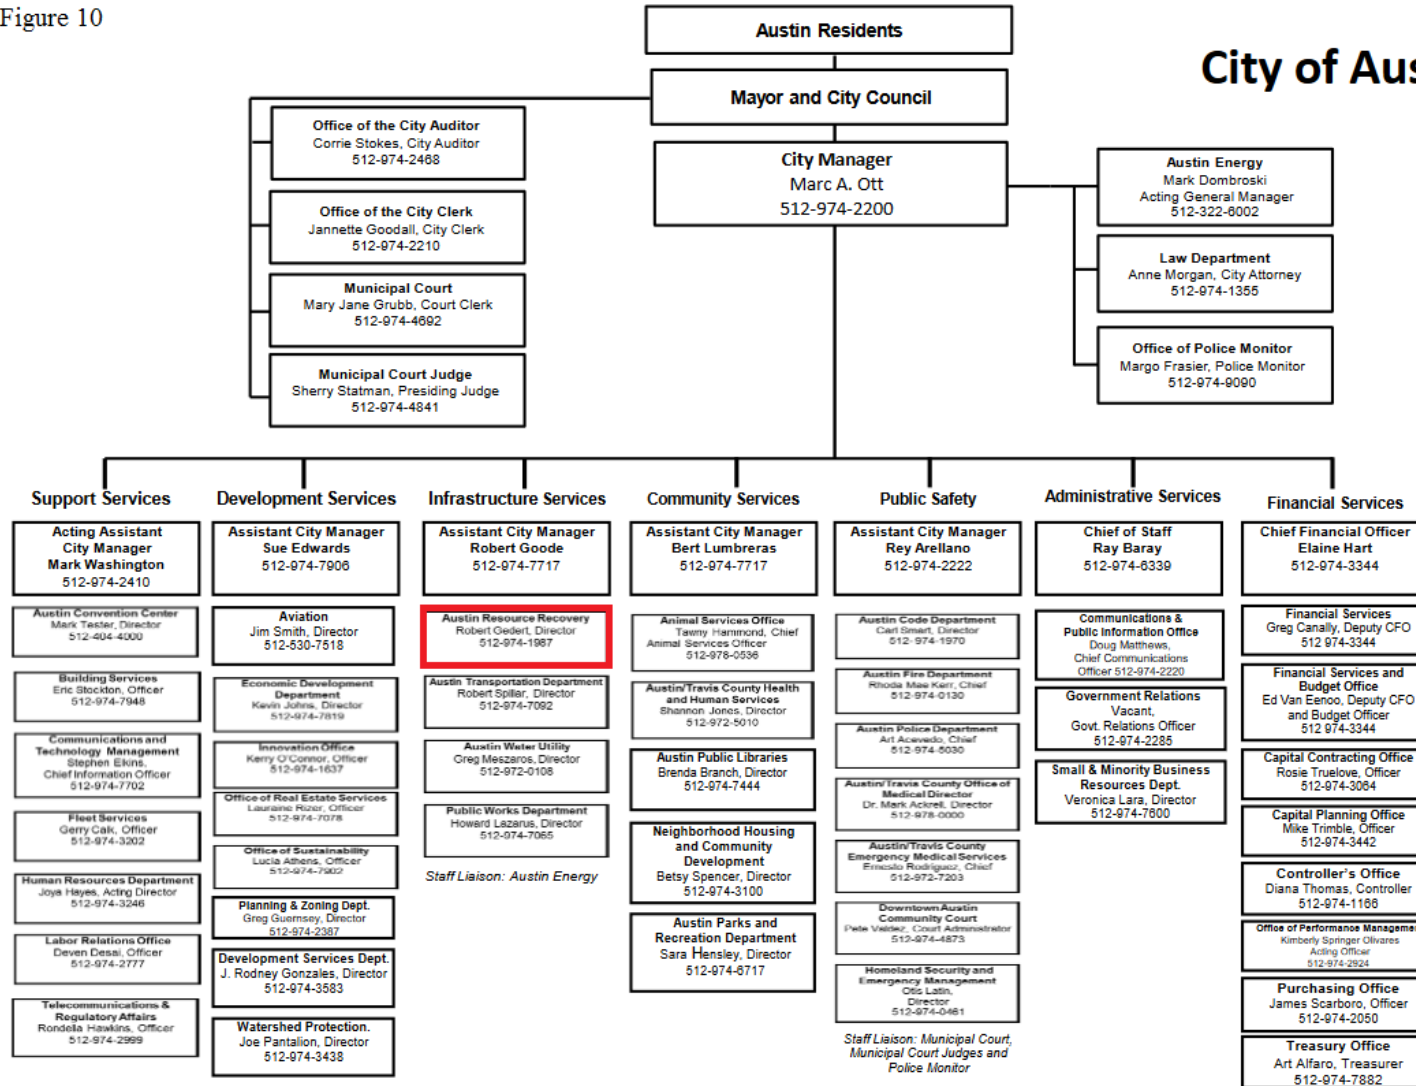 Figure 10
Austin Residents
City of Aus
Mayor and City Council
Office of the City Auditor
Corrie Stokes, City Auditor
512-974-2468
Office of the City Clerk
Jannette Goodall, City Clerk
512-974-2210
Municipal Court
Mary Jane Grubb, Court Clerk
512-974-4692
Municipal Court Judge
Sherry Statman, Presiding Judge
512-974-4841
City Manager
Marc A. Ott
512-974-2200
Austin Energy
Mark Dombroski
Acting General Manager
512-322-6002
Law Department
Anne Morgan, City Attorney
512-974-1355
Office of Police Monitor
Margo Frasier, Police Monitor
512-974-9090
Support Services
Acting Assistant
City Manager
Mark Washington
512-974-2410
Austin Convention Center
Mark Tester, Director
512-404-4000
Building Services
Eric Stockton, Officer
512-974-7948
Communications and
Technology Management
Stephen Elkins,
Chief Information Officer
512-974-7702
Fleet Services
Gerry Calk, Officer
512-974-3202
Human Resources Department
Joya Hayes, Acting Director
512-974-3246
Labor Relations Office
Deven Desai, Officer
512-974-2777
Telecommunications &
Regulatory Affairs
Rondella Hawkins, Officer
512-974-2999
Development Services
Assistant City Manager
Sue Edwards
512-974-7906
Aviation
Jim Smith, Director
512-530-7518
Economic Development
Department
Kevin Johns, Director
512-974-7819
Innovation Office
Kerry O'Connor, Officer
512-974-1637
Office of Real Estate Services
Lauraine Rizer, Officer
512-974-7078
Office of Sustainability
Lucia Athens, Officer
512-974-7902
Planning & Zoning Dept.
Greg Guernsey, Director
512-974-2387
Development Services Dept.
J. Rodney Gonzales, Director
512-974-3583
Watershed Protection.
Joe Pantalion, Director
512-974-3438
Infrastructure Services
Assistant City Manager
Robert Goode
512-974-7717
Austin Resource Recovery
Robert Gedert, Director
512-974-1987
Austin Transportation Department
Robert Spillar, Director
512-974-7092
Austin Water Utility
Greg Meszaros, Director
512-972-0108
Public Works Department
Howard Lazarus, Director
512-974-7065
Staff Liaison: Austin Energy
Community Services
Assistant City Manager
Bert Lumbreras
512-974-7717
Animal Services Office
Tawny Hammond, Chief
Animal Services Officer
512-978-0536
Austin/Travis County Health
and Human Services
Shannon Jones, Director
512-972-5010
Austin Public Libraries
Brenda Branch, Director
512-974-7444
Neighborhood Housing
and Community
Development
Betsy Spencer, Director
512-974-3100
Austin Parks and
Recreation Department
Sara Hensley, Director
512-974-6717
Public Safety
Assistant City Manager
Rey Arellano
512-974-2222
Austin Code Department
Carl Smart, Director
512- 974-1970
Austin Fire Department
Rhoda Mae Kerr, Chief
512-974-0130
Austin Police Department
Art Acevedo, Chief
512- 974-5030
Austin/Travis County Office of
Medical Director
Dr. Mark Ackrell, Director
512-978-0000
Austin/Travis County
Emergency Medical Services
Ernesto Rodriguez, Chief
512-972-7203
Downtown Austin
Community Court
Pete Valdez, Court Administrator
512-974-4873
Homeland Security and
Emergency Management
Otis Latin,
Director
512-974-0461
Staff Liaison: Municipal Court,
Municipal Court Judges and
Police Monitor
Administrative Services
Chief of Staff
Ray Baray
512-974-6339
Communications &
Public Information Office
Doug Matthews,
Chief Communications
Officer 512-974-2220
Government Relations
Vacant,
Govt. Relations Officer
512-974-2285
Small & Minority Business
Resources Dept.
Veronica Lara, Director
512-974-7600
Financial Services
Chief Financial Officer
Elaine Hart
512-974-3344
Financial Services
Greg Canally, Deputy CFO
512 974-3344
Financial Services and
Budget Office
Ed Van Eenoo, Deputy CFO
and Budget Officer
512 974-3344
Capital Contracting Office
Rosie Truelove, Officer
512-974-3064
Capital Planning Office
Mike Trimble, Officer
512-974-3442
Controller's Office
Diana Thomas, Controller
512-974-1166
Office of Performance Managemen
Kimberly Springer Olivares
Acting Officer
512-974-2924
Purchasing Office
James Scarboro, Officer
512-974-2050
Treasury Office
Art Alfaro, Treasurer
512-974-7882